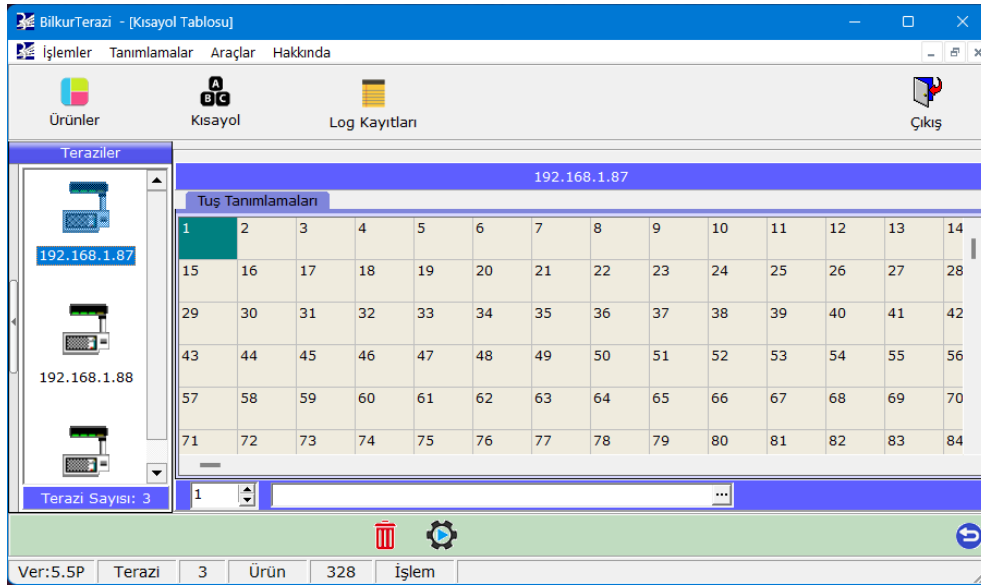 BilkurTerazi - [Kısayol Tablosu]
İşlemler Tanımlamalar Araçlar Hakkında
Ürünler Kısayol Log Kayıtları Çıkış
Teraziler
192.168.1.87
Tuş Tanımlamaları
1 2 3 4 5 6 7 8 9 10 11 12 13 14
192.168.1.87
15 16 17 18 19 20 21 22 23 24 25 26 27 28
29 30 31 32 33 34 35 36 37 38 39 40 41 42
43 44 45 46 47 48 49 50 51 52 53 54 55 56
192.168.1.88
57 58 59 60 61 62 63 64 65 66 67 68 69 70
71 72 73 74 75 76 77 78 79 80 81 82 83 84
Terazi Sayısı: 3
1 ...
Ver:5.5P Terazi 3 Ürün 328 İşlem